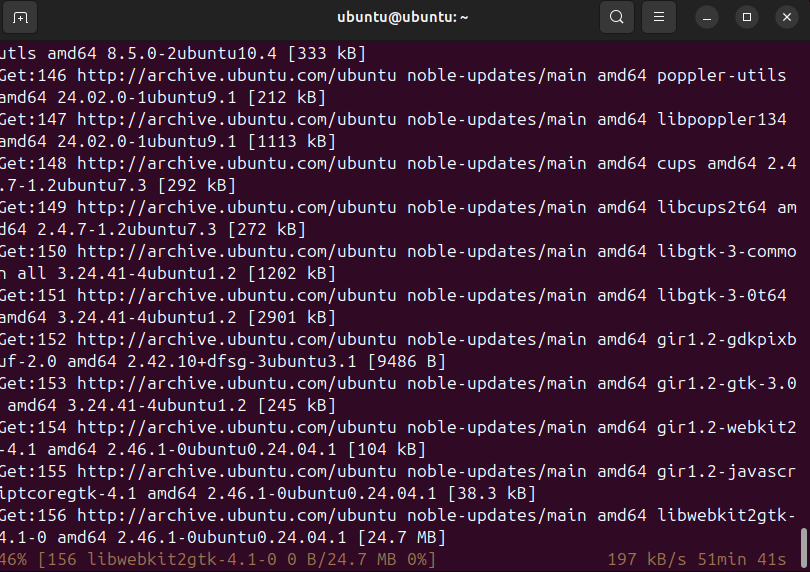 ubuntu@ubuntu: ~
utls amd64 8.5.0-2ubuntu10.4 [333 kB]
Get:146 http://archive.ubuntu.com/ubuntu noble-updates/main amd64 poppler-utils
amd64 24.02.0-1ubuntu9.1 [212 kB]
Get:147 http://archive.ubuntu.com/ubuntu noble-updates/main amd64 libpoppler134
amd64 24.02.0-1ubuntu9.1 [1113 kB]
Get:148 http://archive.ubuntu.com/ubuntu noble-updates/main amd64 cups amd64 2.4
.7-1.2ubuntu7.3 [292 kB]
Get:149 http://archive.ubuntu.com/ubuntu noble-updates/main amd64 libcups2t64 am
d64 2.4.7-1.2ubuntu7.3 [272 kB]
Get:150 http://archive.ubuntu.com/ubuntu noble-updates/main amd64 libgtk-3-commo
n all 3.24.41-4ubuntu1.2 [1202 kB]
Get:151 http://archive.ubuntu.com/ubuntu noble-updates/main amd64 libgtk-3-0t64
amd64 3.24.41-4ubuntu1.2 [2901 kB]
Get:152 http://archive.ubuntu.com/ubuntu noble-updates/main amd64 gir1.2-gdkpixb
uf-2.0 amd64 2.42.10+dfsg-3ubuntu3.1 [9486 B]
Get:153 http://archive.ubuntu.com/ubuntu noble-updates/main amd64 gir1.2-gtk-3.0
amd64 3.24.41-4ubuntu1.2 [245 kB]
Get:154 http://archive.ubuntu.com/ubuntu noble-updates/main amd64 gir1.2-webkit2
-4.1 amd64 2.46.1-0ubuntu0.24.04.1 [104 kB]
Get:155 http://archive.ubuntu.com/ubuntu noble-updates/main amd64 gir1.2-javascr
iptcoregtk-4.1 amd64 2.46.1-0ubuntu0.24.04.1 [38.3 kB]
Get:156 http://archive.ubuntu.com/ubuntu noble-updates/main amd64 libwebkit2gtk-
4.1-0 amd64 2.46.1-0ubuntu0.24.04.1 [24.7 MB]
46% [156 libwebkit2gtk-4.1-0 0 B/24.7 MB 0%] 197 kB/s 51min 41s